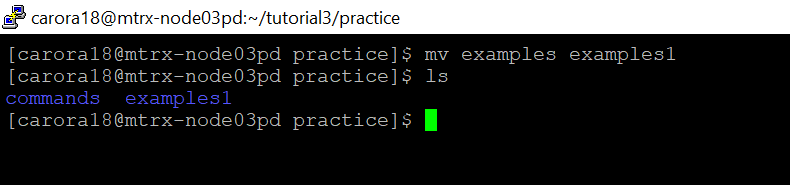 carora18@mtrx-node03pd:~/tutorial3/practice
[carora18@mtrx-node03pd practice]$ mv examples examples1
[carora18@mtrx-node03pd practice]$ ls
commands  examples1
[carora18@mtrx-node03pd practice]$